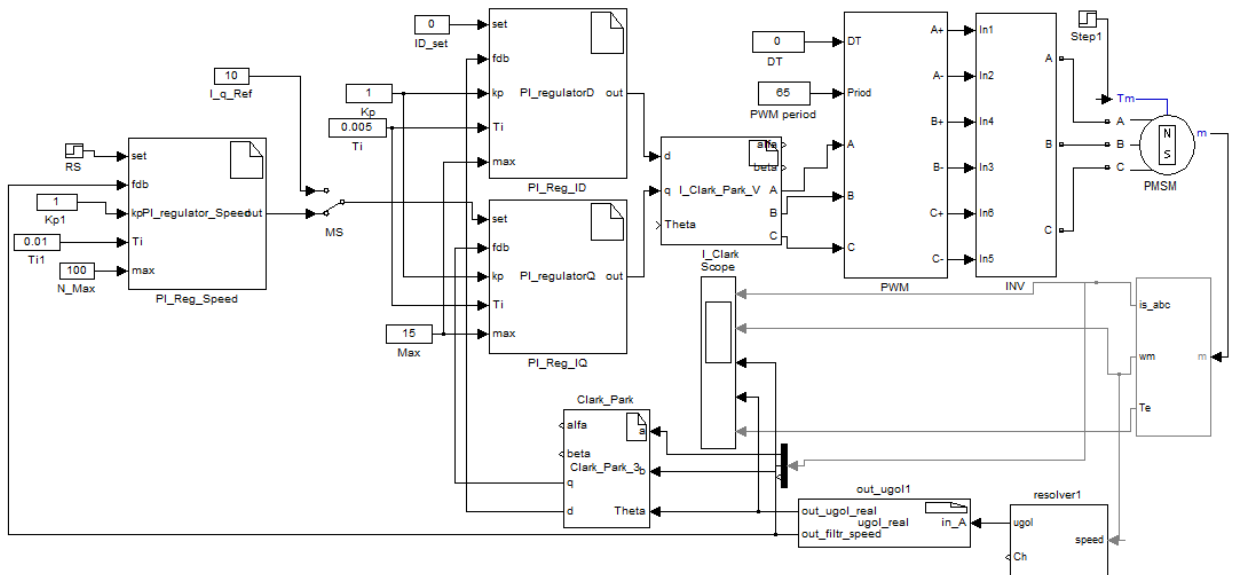 0
ID_set
set
fdb
kp
Ti
max
PI_regulatorD
out
PI_Reg_ID
10
I_q_Ref
1
Kp
0.005
Ti
RS
set
fdb
kp
Ti
max
PI_regulator_Speed
out
PI_Reg_Speed
1
Kp1
0.01
Ti1
100
N_Max
MS
set
fdb
kp
Ti
max
PI_regulatorQ
out
PI_Reg_IQ
15
Max
d
q
Theta
I_Clark_Park_V
alfa
beta
A
B
C
I_Clark
Scope
0
DT
65
PWM period
DT
Priod
A
B
C
A+
A-
B+
B-
C+
C-
PWM
In1
In2
In4
In3
In6
In5
A
B
C
INV
Step1
Tm
A
B
C
N
S
m
PMSM
is_abc
wm
Te
m
Clark_Park
alfa
beta
q
d
Clark_Park_3
a
b
Theta
out_ugol1
out_ugol_real
out_filtr_speed
ugol_real
in_A
resolver1
ugol
Ch
speed